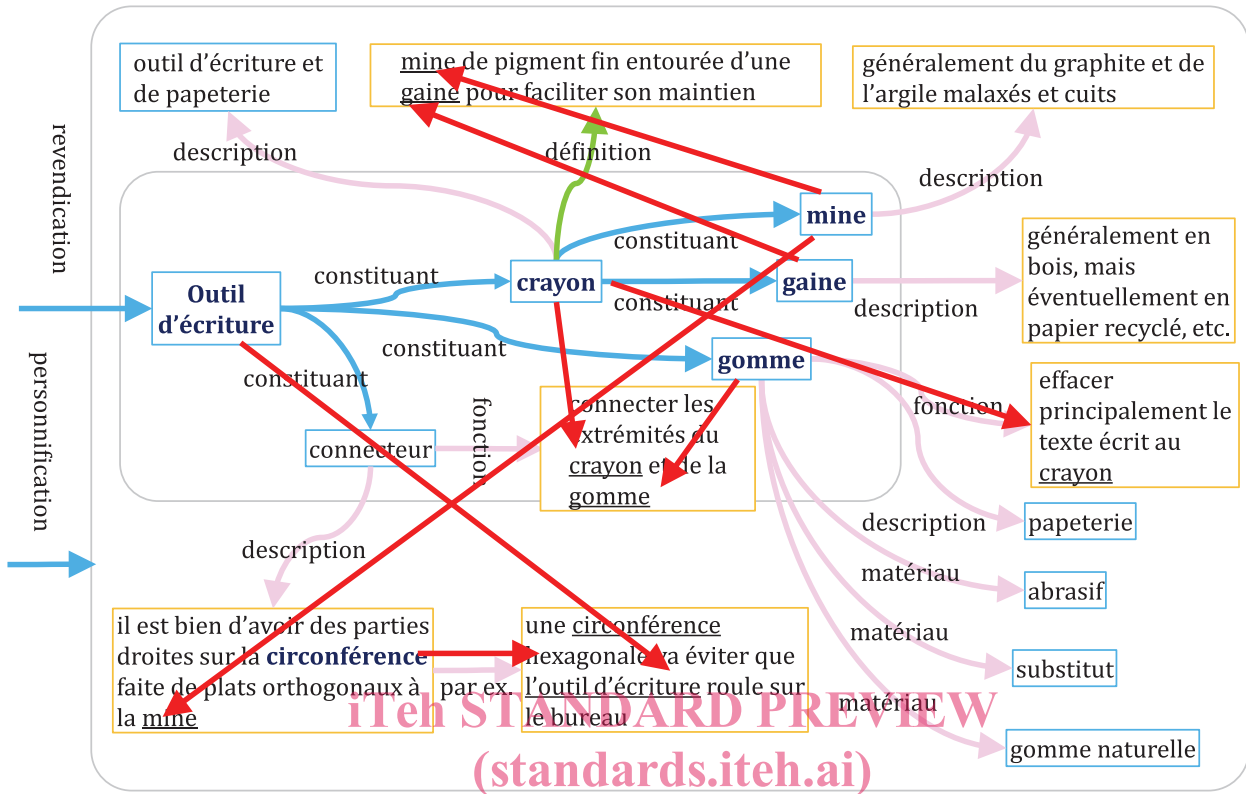 outil d'écriture et
de papeterie
mine de pigment fin entourée d'une
gaine pour faciliter son maintien
généralement du graphite et de
l'argile malaxés et cuits
revendication
description
définition
description
mine
constituant
Outil
d'écriture
constituant
crayon
constituant
gaine
description
généralement en
bois, mais
éventuellement en
papier recyclé, etc.
constituant
gomme
personnification
constituant
connecteur
fonction
connecter les
extrémités du
crayon et de la
gomme
fonction
effacer
principalement le
texte écrit au
crayon
description
papeterie
description
matériau
abrasif
matériau
substitut
matériau
gomme naturelle
il est bien d'avoir des parties
droites sur la circonférence
faite de plats orthogonaux à
la mine
par ex.
une circonférence
hexagonale va éviter que
l'outil d'écriture roule sur
le bureau
iTeh STANDARD PREVIEW
(standards.iteh.ai)